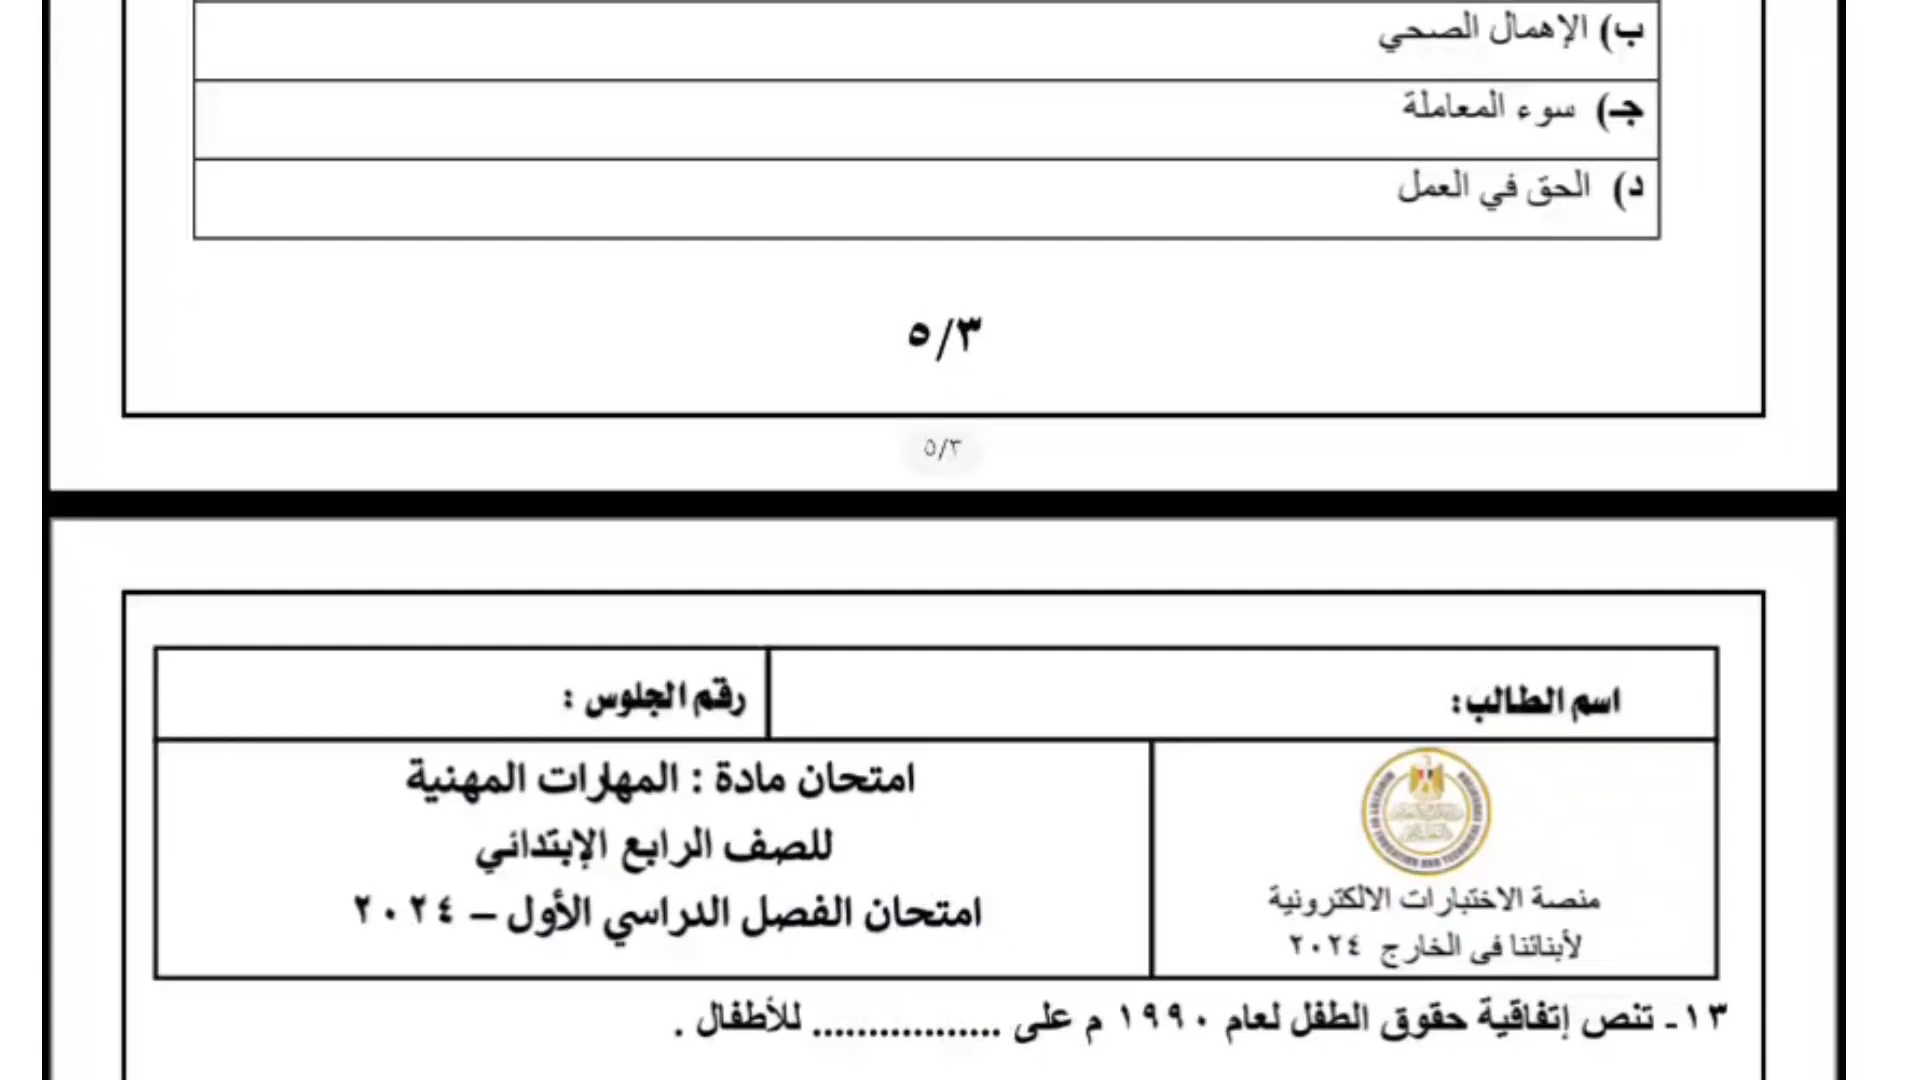 ب) الإهمال الصحي
جـ) سوء المعاملة
د) الحق في العمل
٥/٣
٥/٣
اسم الطالب:
رقم الجلوس :
امتحان مادة : المهارات المهنية
للصف الرابع الإبتدائي
امتحان الفصل الدراسي الأول – ٢٠٢٤
منصة الاختبارات الالكترونية
لأبنائنا فى الخارج ٢٠٢٤
١٣- تنص إتفاقية حقوق الطفل لعام ١٩٩٠ م على ................. للأطفال .